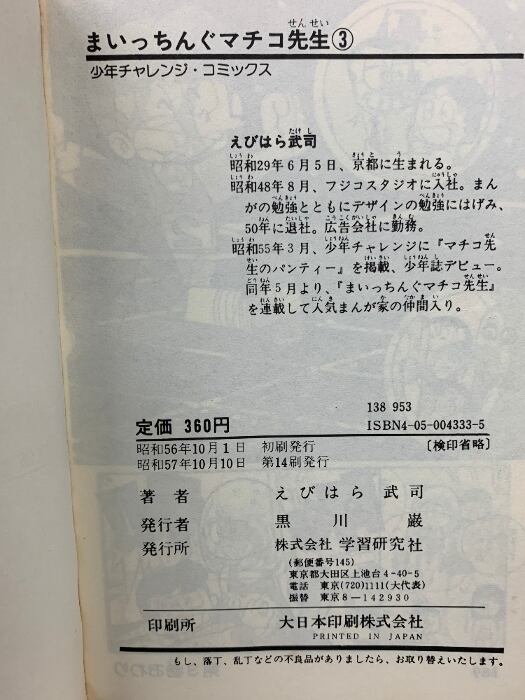 まいっちんぐマチコ先生③
少年チャレンジ・コミックス
えびはら武司
昭和29年6月5日、京都に生まれる。
昭和48年8月、フジコスタジオに入社。まん
がの勉強とともにデザインの勉強にはげみ、
50年に退社。広告会社に勤務。
昭和55年3月、少年チャレンジに『マチコ先
生のパンティー』を掲載、少年誌デビュー。
同年5月より、『まいっちんぐマチコ先生』
を連載して人気まんが家の仲間入り。
138 953
定価 360円 ISBN4-05-004333-5
昭和56年10月1日 初刷発行 〔検印省略〕
昭和57年10月10日 第14刷発行
著者 えびはら 武司
発行者 黒川 巌
発行所 株式会社 学習研究社
(郵便番号145)
東京都大田区上池台4-40-5
電話 東京(720)1111(大代表)
振替 東京8-142930
印刷所 大日本印刷株式会社
PRINTED IN JAPAN
もし、落丁、乱丁などの不良品がありましたら、お取り替えいたします。